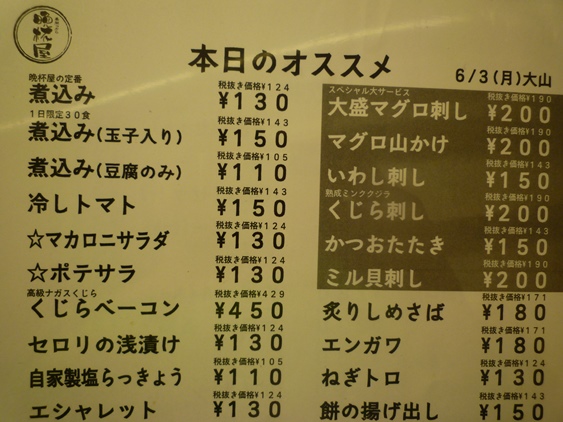 晩杯屋
本日のオススメ
6/3(月)大山
晩杯屋の定番
煮込み
税抜き価格¥124
¥130
1日限定30食
煮込み(玉子入り)
税抜き価格¥143
¥150
煮込み(豆腐のみ)
税抜き価格¥105
¥110
冷しトマト
税抜き価格¥143
¥150
☆マカロニサラダ
税抜き価格¥124
¥130
☆ポテサラ
税抜き価格¥124
¥130
高級ナガスくじら
くじらベーコン
税抜き価格¥429
¥450
セロリの浅漬け
税抜き価格¥124
¥130
自家製塩らっきょう
税抜き価格¥105
¥110
エシャレット
税抜き価格¥124
¥130
スペシャル大サービス
大盛マグロ刺し
税抜き価格¥190
¥200
マグロ山かけ
税抜き価格¥190
¥200
いわし刺し
税抜き価格¥143
¥150
熟成ミンククジラ
くじら刺し
税抜き価格¥190
¥200
かつおたたき
税抜き価格¥143
¥150
ミル貝刺し
税抜き価格¥190
¥200
炙りしめさば
税抜き価格¥171
¥180
エンガワ
税抜き価格¥171
¥180
ねぎトロ
税抜き価格¥124
¥130
餅の揚げ出し
税抜き価格¥143
¥150